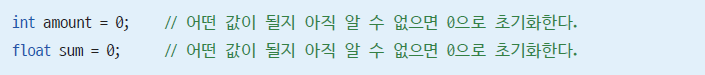 int amount = 0;    // 어떤 값이 될지 아직 알 수 없으면 0으로 초기화한다.
float sum = 0;     // 어떤 값이 될지 아직 알 수 없으면 0으로 초기화한다.